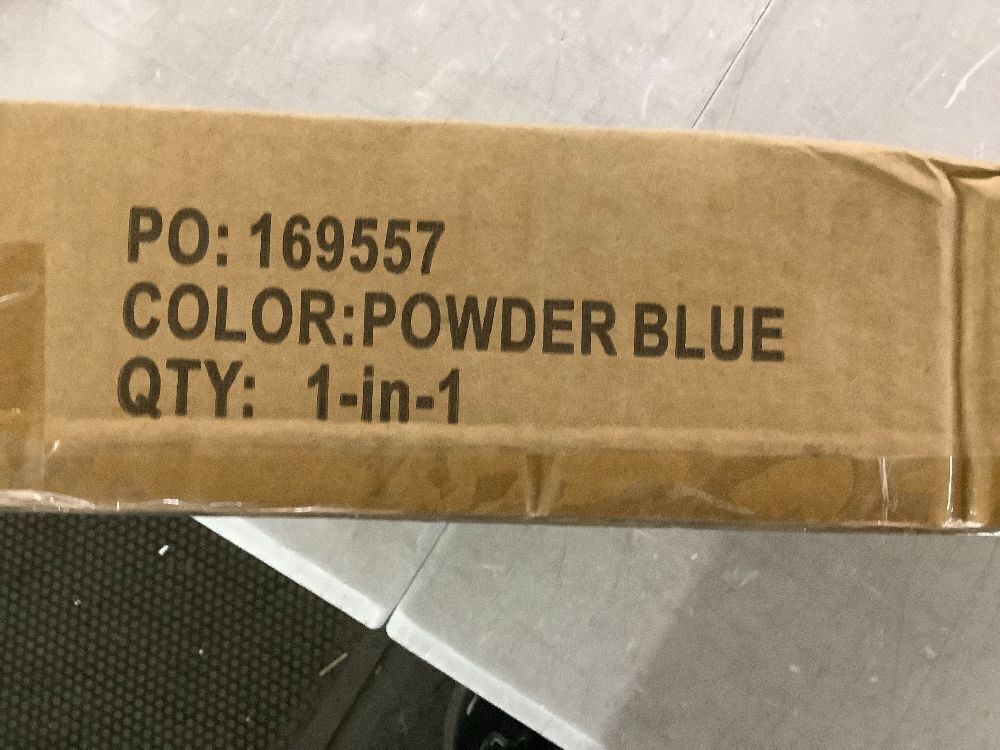 PO: 169557
COLOR:POWDER BLUE
QTY: 1-in-1